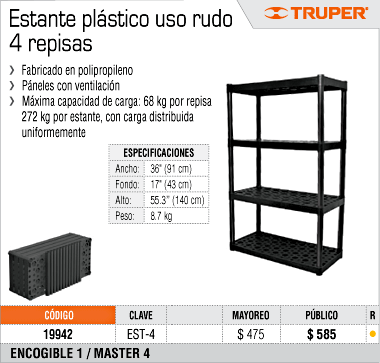 Estante plástico uso rudo
4 repisas
TRUPER®
› Fabricado en polipropileno
› Páneles con ventilación
› Máxima capacidad de carga: 68 kg por repisa
272 kg por estante, con carga distribuida
uniformemente
ESPECIFICACIONES
Ancho: 36" (91 cm)
Fondo: 17" (43 cm)
Alto: 55.3" (140 cm)
Peso: 8.7 kg
CÓDIGO CLAVE MAYOREO PÚBLICO R
19942 EST-4 $ 475 $ 585
ENCOGIBLE 1 / MASTER 4